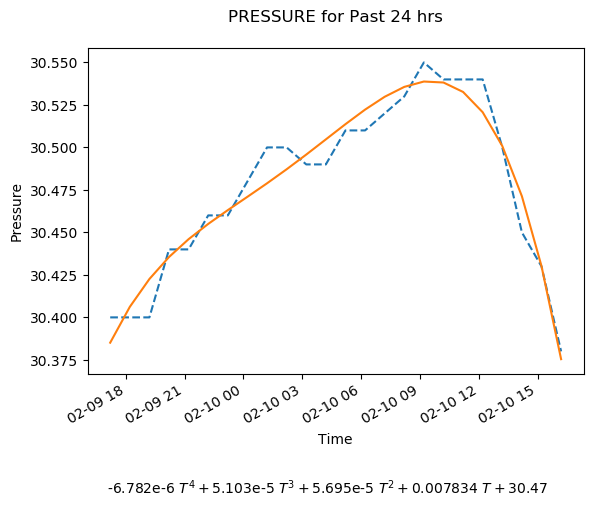 PRESSURE for Past 24 hrs
30.550
30.525
30.500
30.475
30.450
30.425
30.400
30.375
Pressure
02-09 18 02-09 21 02-10 00 02-10 03 02-10 06 02-10 09 02-10 12 02-10 15
Time
-6.782e-6 T⁴ + 5.103e-5 T³ + 5.695e-5 T² + 0.007834 T + 30.47